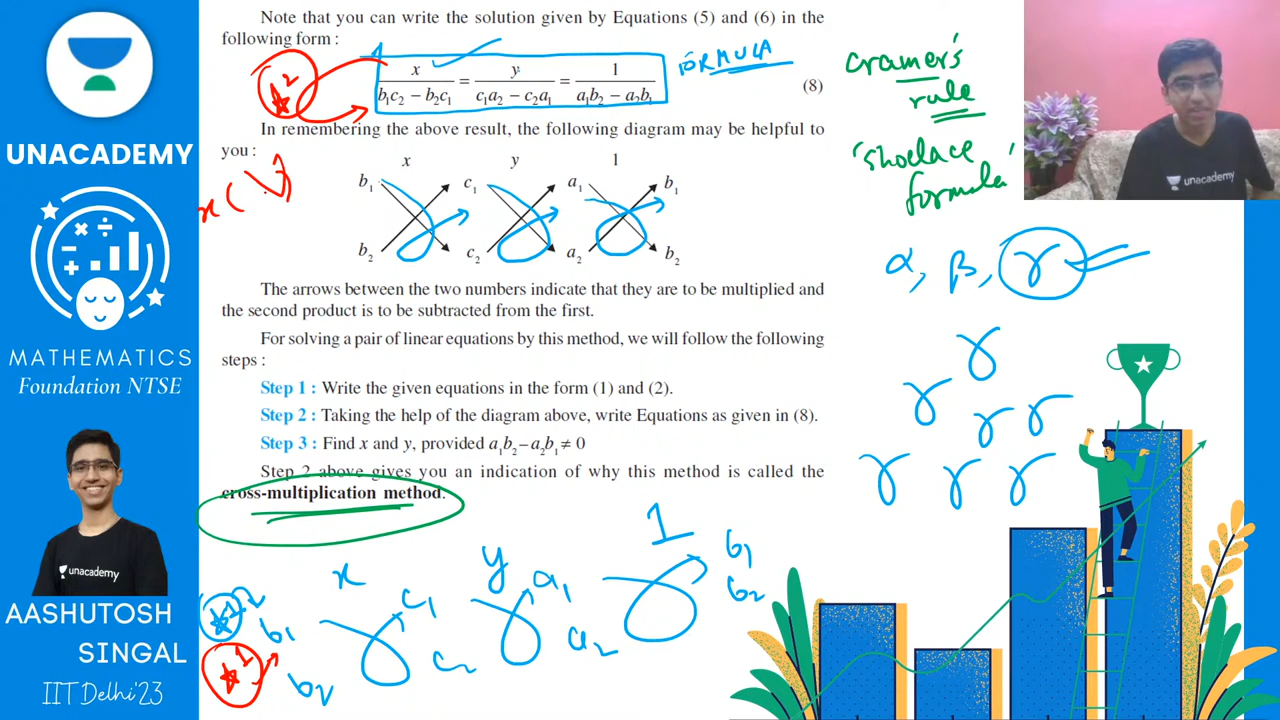 UNACADEMY
MATHEMATICS
Foundation NTSE
unacademy
AASHUTOSH
SINGAL
IIT Delhi'23
Note that you can write the solution given by Equations (5) and (6) in the
following form :
x / (b₁c₂ − b₂c₁) = y / (c₁a₂ − c₂a₁) = 1 / (a₁b₂ − a₂b₁) (8)
FORMULA
2
In remembering the above result, the following diagram may be helpful to
you :
x y 1
b₁ c₁ a₁ b₁
b₂ c₂ a₂ b₂
x ( )
The arrows between the two numbers indicate that they are to be multiplied and
the second product is to be subtracted from the first.
For solving a pair of linear equations by this method, we will follow the following
steps :
Step 1 : Write the given equations in the form (1) and (2).
Step 2 : Taking the help of the diagram above, write Equations as given in (8).
Step 3 : Find x and y, provided a₁b₂ − a₂b₁ ≠ 0
Step 2 above gives you an indication of why this method is called the
cross-multiplication method.
x y 1
b₁ c₁ a₁ b₁
b₂ c₂ a₂ b₂
2
1
cramer's
rule
'shoelace
formula'
α, β, γ
γ
γ γ γ
γ γ γ
unacademy